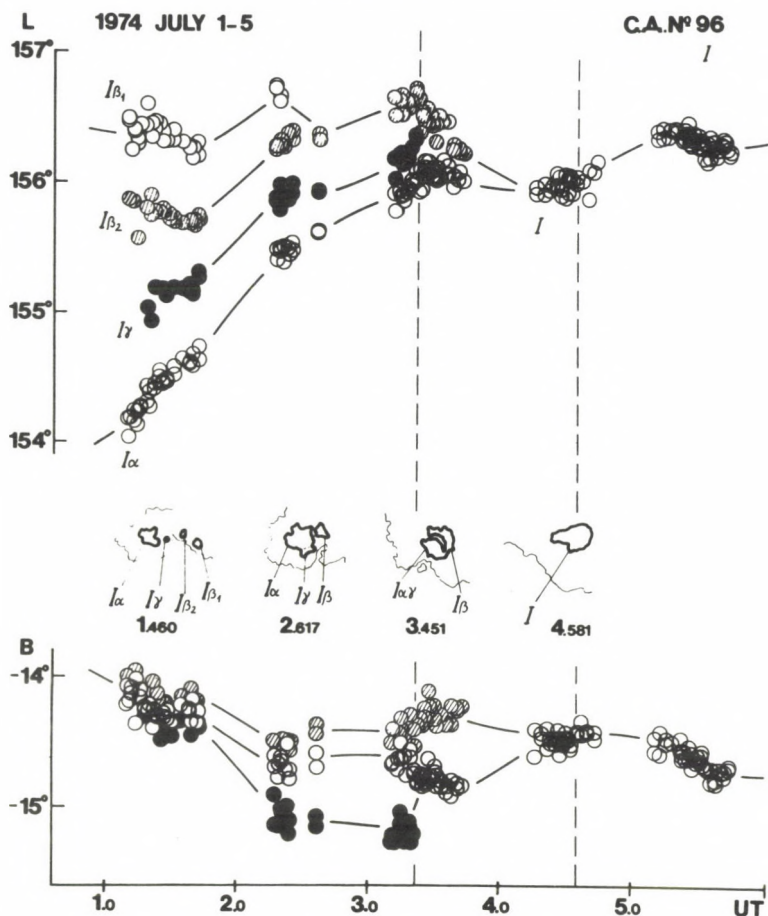 L 1974 JULY 1-5 C.A.Nº 96
157°
I
Iβ₁
156°
Iβ₂
I
155°
Iγ
154°
Iα
Iα Iγ Iβ₂ Iβ₁
Iα Iγ Iβ
Iαγ Iβ
I
1.460 2.617 3.451 4.581
B
-14°
-15°
1.0 2.0 3.0 4.0 5.0 UT